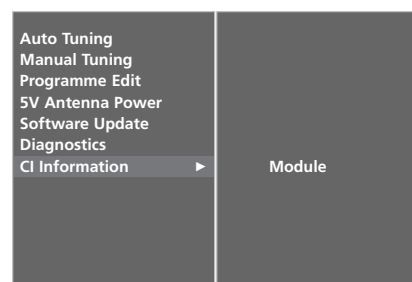 Auto Tuning
Manual Tuning
Programme Edit
5V Antenna Power
Software Update
Diagnostics
CI Information ► Module